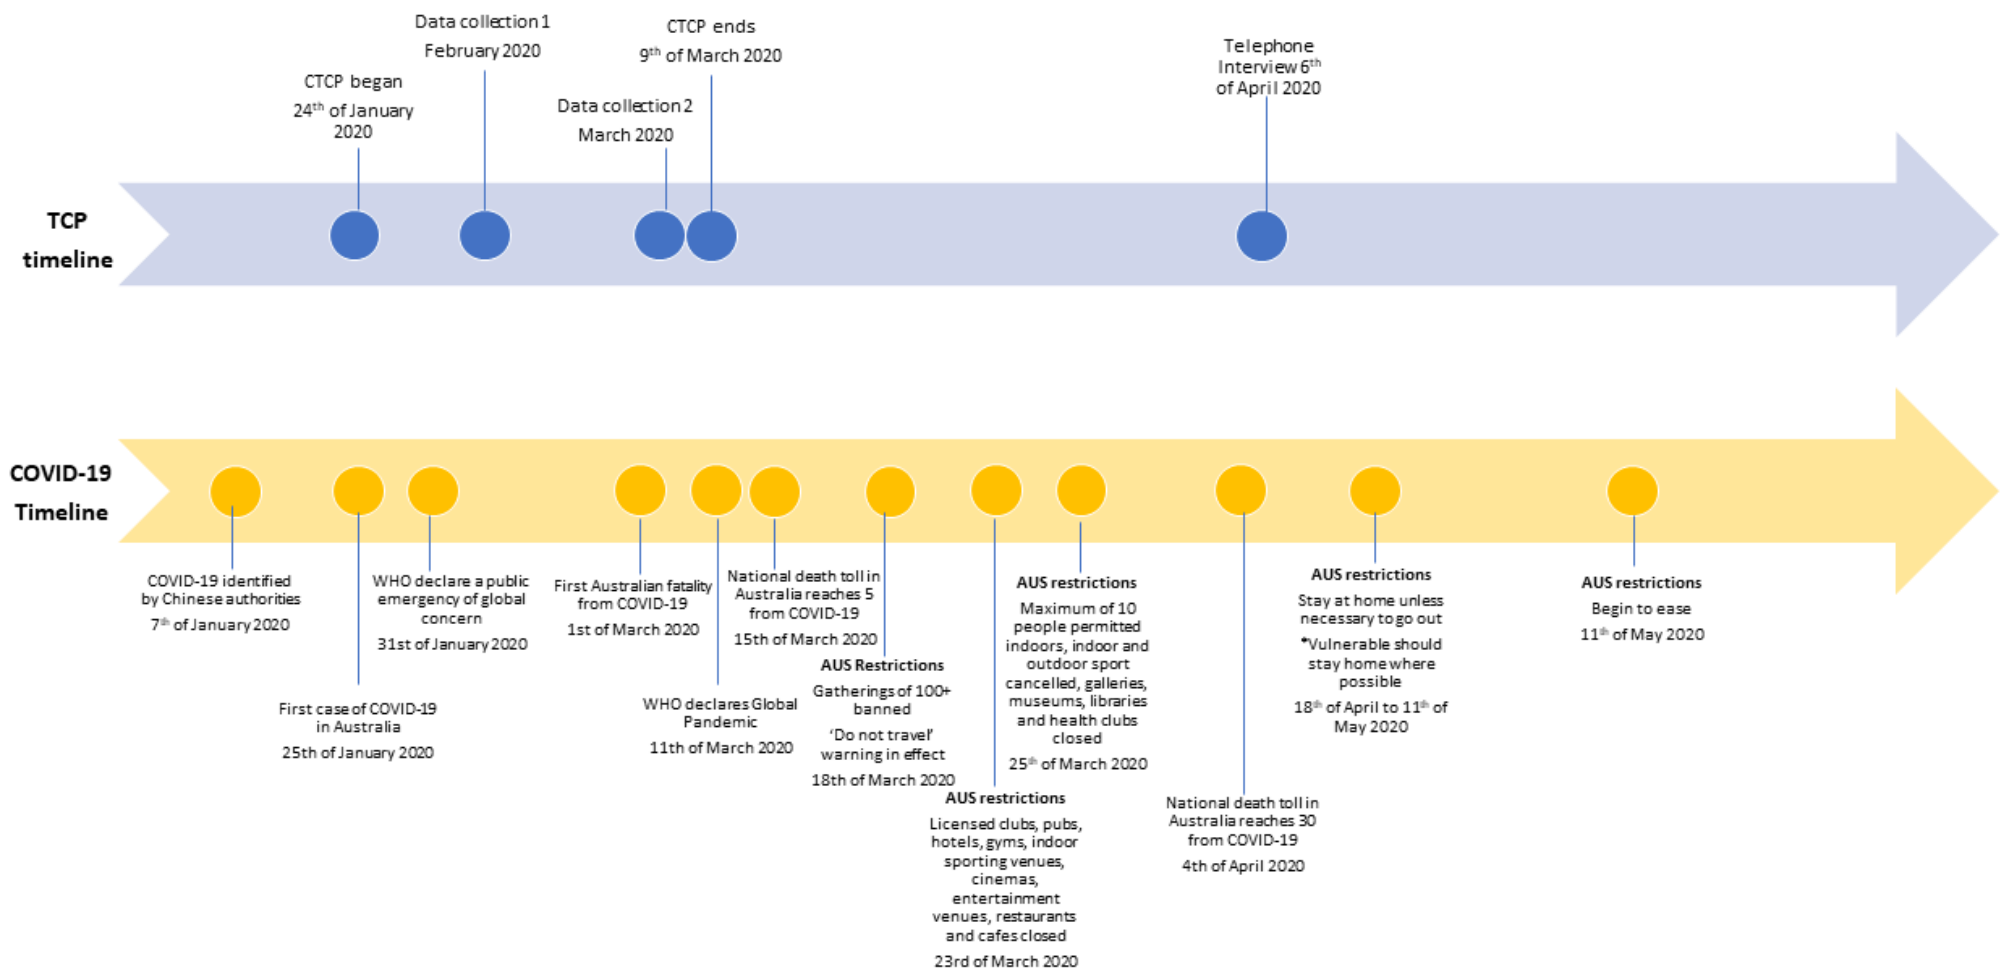 Data collection 1
February 2020
CTCP ends
9th of March 2020
CTCP began
24th of January
2020
Data collection 2
March 2020
Telephone
Interview 6th
of April 2020
TCP
timeline
COVID-19
Timeline
COVID-19 identified
by Chinese authorities
7th of January 2020
First case of COVID-19
in Australia
25th of January 2020
WHO declare a public
emergency of global
concern
31st of January 2020
First Australian fatality
from COVID-19
1st of March 2020
WHO declares Global
Pandemic
11th of March 2020
National death toll in
Australia reaches 5
from COVID-19
15th of March 2020
AUS Restrictions
Gatherings of 100+
banned
‘Do not travel’
warning in effect
18th of March 2020
AUS restrictions
Licensed clubs, pubs,
hotels, gyms, indoor
sporting venues,
cinemas,
entertainment
venues, restaurants
and cafes closed
23rd of March 2020
AUS restrictions
Maximum of 10
people permitted
indoors, indoor and
outdoor sport
cancelled, galleries,
museums, libraries
and health clubs
closed
25th of March 2020
National death toll in
Australia reaches 30
from COVID-19
4th of April 2020
AUS restrictions
Stay at home unless
necessary to go out
*Vulnerable should
stay home where
possible
18th of April to 11th of
May 2020
AUS restrictions
Begin to ease
11th of May 2020